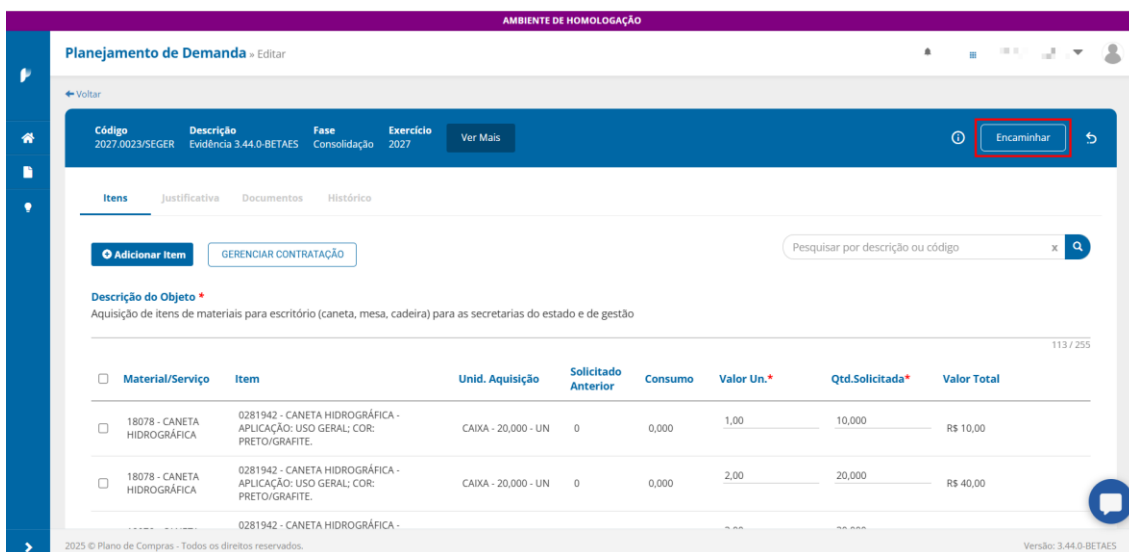 AMBIENTE DE HOMOLOGAÇÃO
Planejamento de Demanda » Editar
Voltar
Código Descrição Fase Exercício
2027.0023/SEGER Evidência 3.44.0-BETAES Consolidação 2027 Ver Mais Encaminhar
Itens Justificativa Documentos Histórico
Adicionar Item GERENCIAR CONTRATAÇÃO Pesquisar por descrição ou código x
Descrição do Objeto *
Aquisição de itens de materiais para escritório (caneta, mesa, cadeira) para as secretarias do estado e de gestão
113 / 255
Material/Serviço Item Unid. Aquisição Solicitado Anterior Consumo Valor Un.* Qtd.Solicitada* Valor Total
18078 - CANETA HIDROGRÁFICA 0281942 - CANETA HIDROGRÁFICA - APLICAÇÃO: USO GERAL; COR: PRETO/GRAFITE. CAIXA - 20,000 - UN 0 0,000 1,00 10,000 R$ 10,00
18078 - CANETA HIDROGRÁFICA 0281942 - CANETA HIDROGRÁFICA - APLICAÇÃO: USO GERAL; COR: PRETO/GRAFITE. CAIXA - 20,000 - UN 0 0,000 2,00 20,000 R$ 40,00
0281942 - CANETA HIDROGRÁFICA -
2025 © Plano de Compras - Todos os direitos reservados. Versão: 3.44.0-BETAES